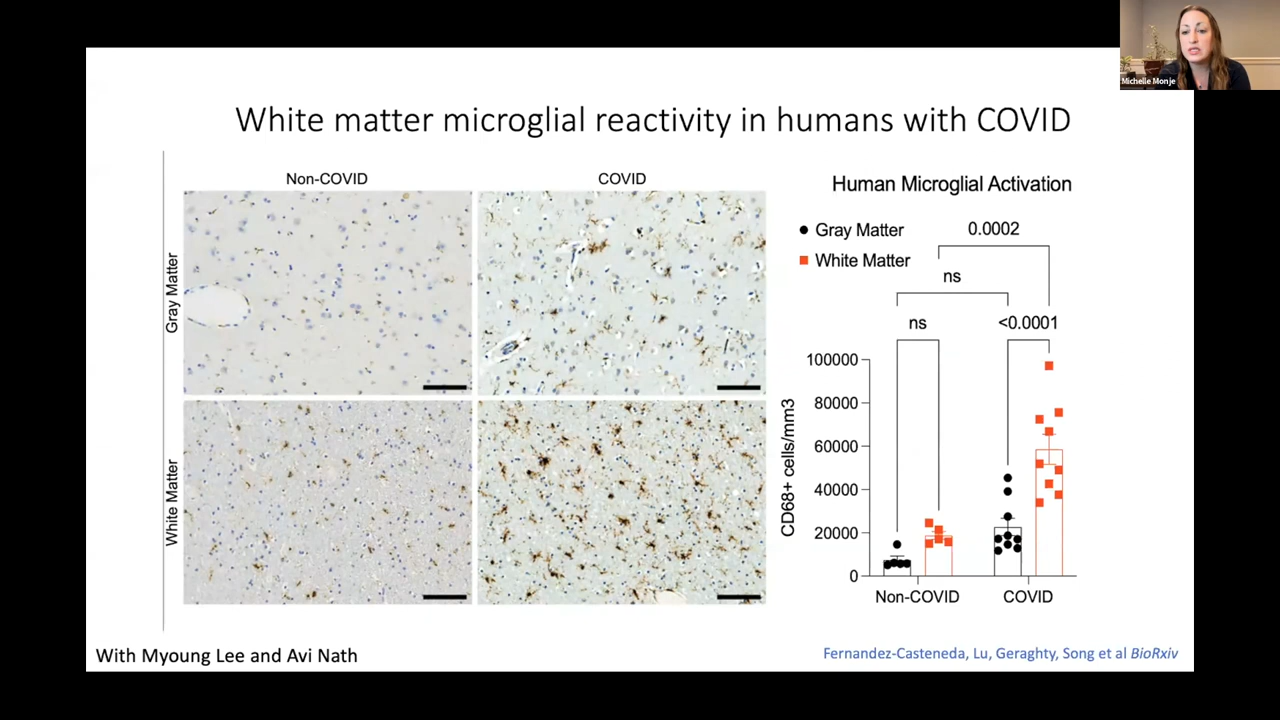 Michelle Monje
White matter microglial reactivity in humans with COVID
Non-COVID
COVID
Gray Matter
White Matter
Human Microglial Activation
Gray Matter
White Matter
0.0002
ns
ns
<0.0001
CD68+ cells/mm3
100000
80000
60000
40000
20000
0
Non-COVID
COVID
With Myoung Lee and Avi Nath
Fernandez-Casteneda, Lu, Geraghty, Song et al BioRxiv